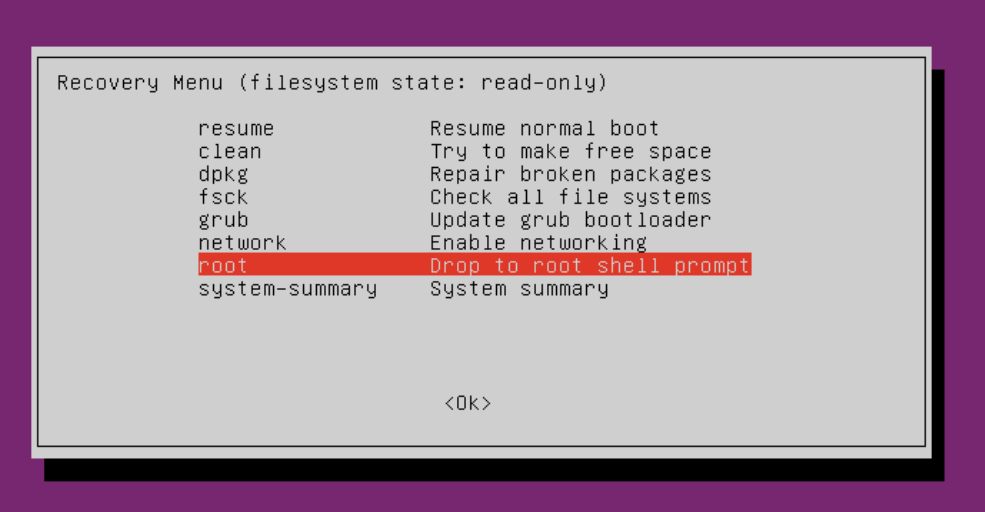 Recovery Menu (filesystem state: read-only)
resume Resume normal boot
clean Try to make free space
dpkg Repair broken packages
fsck Check all file systems
grub Update grub bootloader
network Enable networking
root Drop to root shell prompt
system-summary System summary
<Ok>